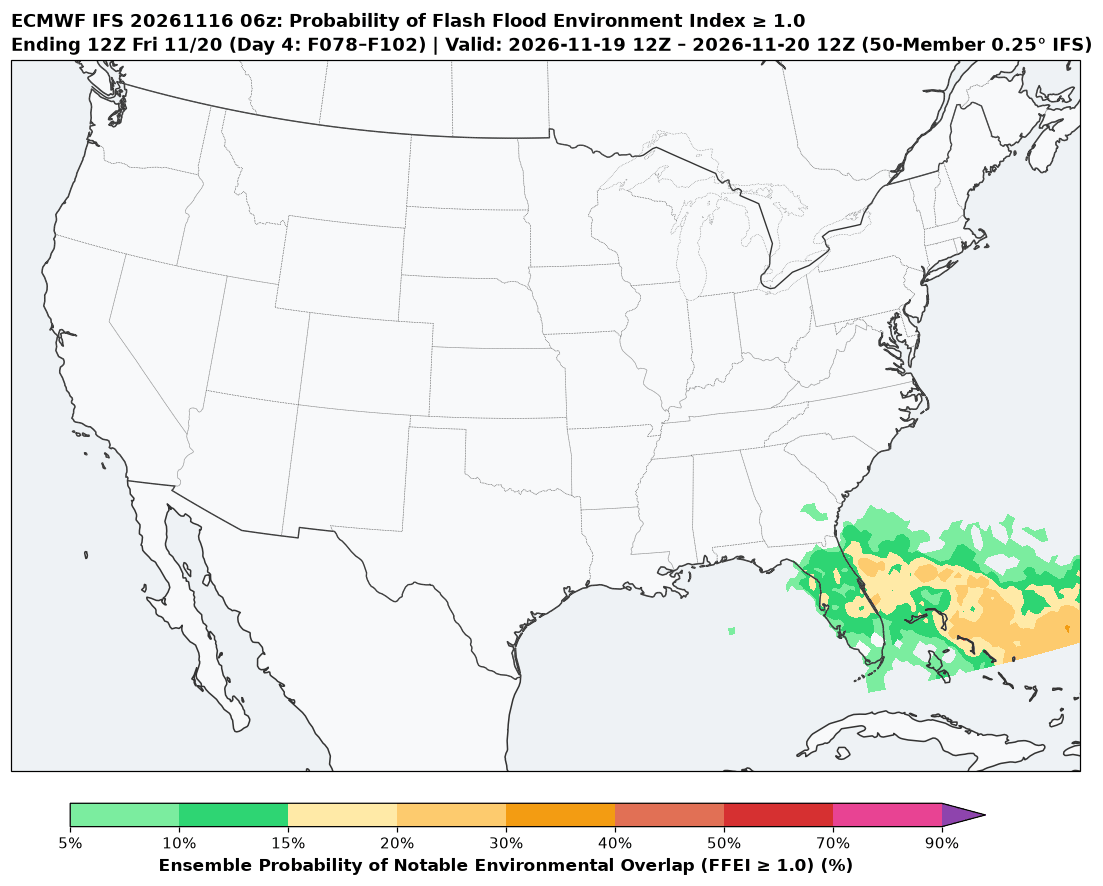 ECMWF IFS 20261116 06z: Probability of Flash Flood Environment Index ≥ 1.0
Ending 12Z Fri 11/20 (Day 4: F078–F102) | Valid: 2026-11-19 12Z – 2026-11-20 12Z (50-Member 0.25° IFS)
5% 10% 15% 20% 30% 40% 50% 70% 90%
Ensemble Probability of Notable Environmental Overlap (FFEI ≥ 1.0) (%)